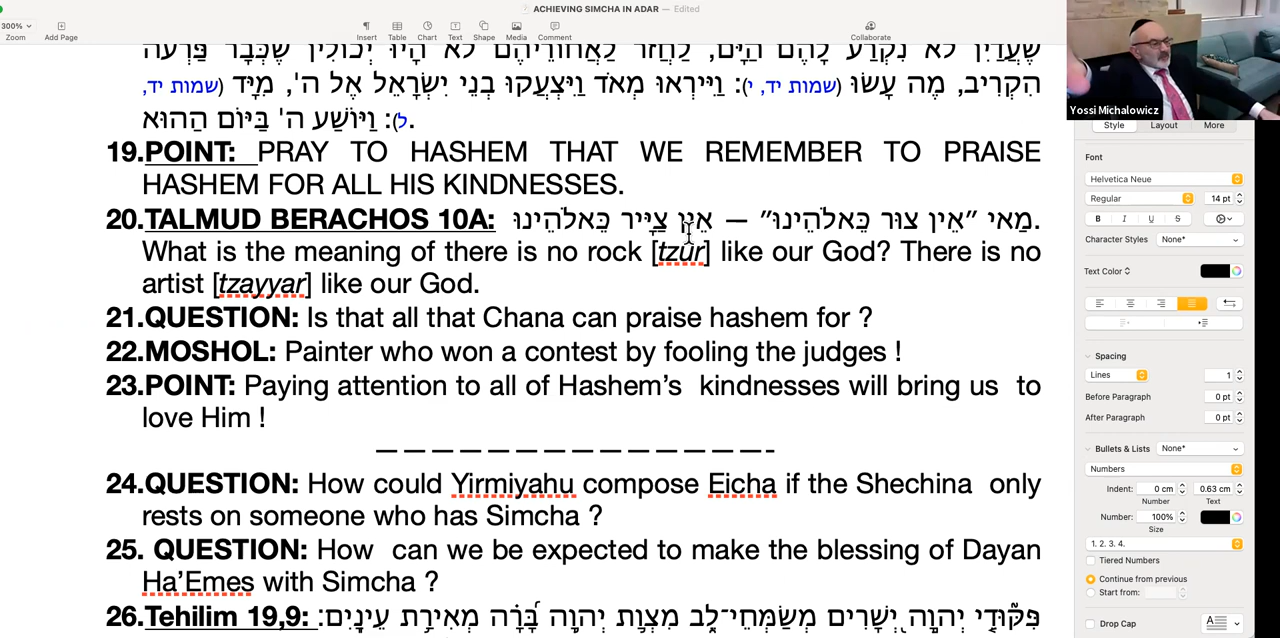 ACHIEVING SIMCHA IN ADAR — Edited
300%
Zoom
Add Page
Insert
Table
Chart
Text
Shape
Media
Comment
Collaborate
שֶׁעֲדַיִן לֹא נִקְרַע לָהֶם הַיָּם, לַחֲזֹר לַאֲחוֹרֵיהֶם לֹא הָיוּ יְכוֹלִין שֶׁכְּבָר פַּרְעֹה
הִקְרִיב, מֶה עָשׂוּ (שמות יד, י): וַיִּירְאוּ מְאֹד וַיִּצְעֲקוּ בְנֵי יִשְׂרָאֵל אֶל ה', מִיָּד (שמות יד,
ל): וַיּוֹשַׁע ה' בַּיּוֹם הַהוּא.
19.POINT: PRAY TO HASHEM THAT WE REMEMBER TO PRAISE
HASHEM FOR ALL HIS KINDNESSES.
20.TALMUD BERACHOS 10A: מַאי ״אֵין צוּר כֵּאלֹהֵינוּ״ — אֵין צַיָּיר כֵּאלֹהֵינוּ.
What is the meaning of there is no rock [tzur] like our God? There is no
artist [tzayyar] like our God.
21.QUESTION: Is that all that Chana can praise hashem for ?
22.MOSHOL: Painter who won a contest by fooling the judges !
23.POINT: Paying attention to all of Hashem’s kindnesses will bring us to
love Him !
— — — — — — — — — — — — — — -
24.QUESTION: How could Yirmiyahu compose Eicha if the Shechina only
rests on someone who has Simcha ?
25. QUESTION: How can we be expected to make the blessing of Dayan
Ha’Emes with Simcha ?
26.Tehilim 19,9: פִּקּ֘וּדֵ֤י יְהוָ֣ה יְ֭שָׁרִים מְשַׂמְּחֵי־לֵ֑ב מִצְוַ֥ת יְהוָ֥ה בָּ֝רָ֗ה מְאִירַ֥ת עֵינָֽיִם׃
Yossi Michalowicz
Style
Layout
More
Font
Helvetica Neue
Regular
14 pt
B I U S
Character Styles
None*
Text Color
Spacing
Lines
1
Before Paragraph
0 pt
After Paragraph
0 pt
Bullets & Lists
None*
Numbers
Indent:
0 cm
0.63 cm
Number
Text
Number:
100%
Size
1. 2. 3. 4.
Tiered Numbers
Continue from previous
Start from:
Drop Cap
A